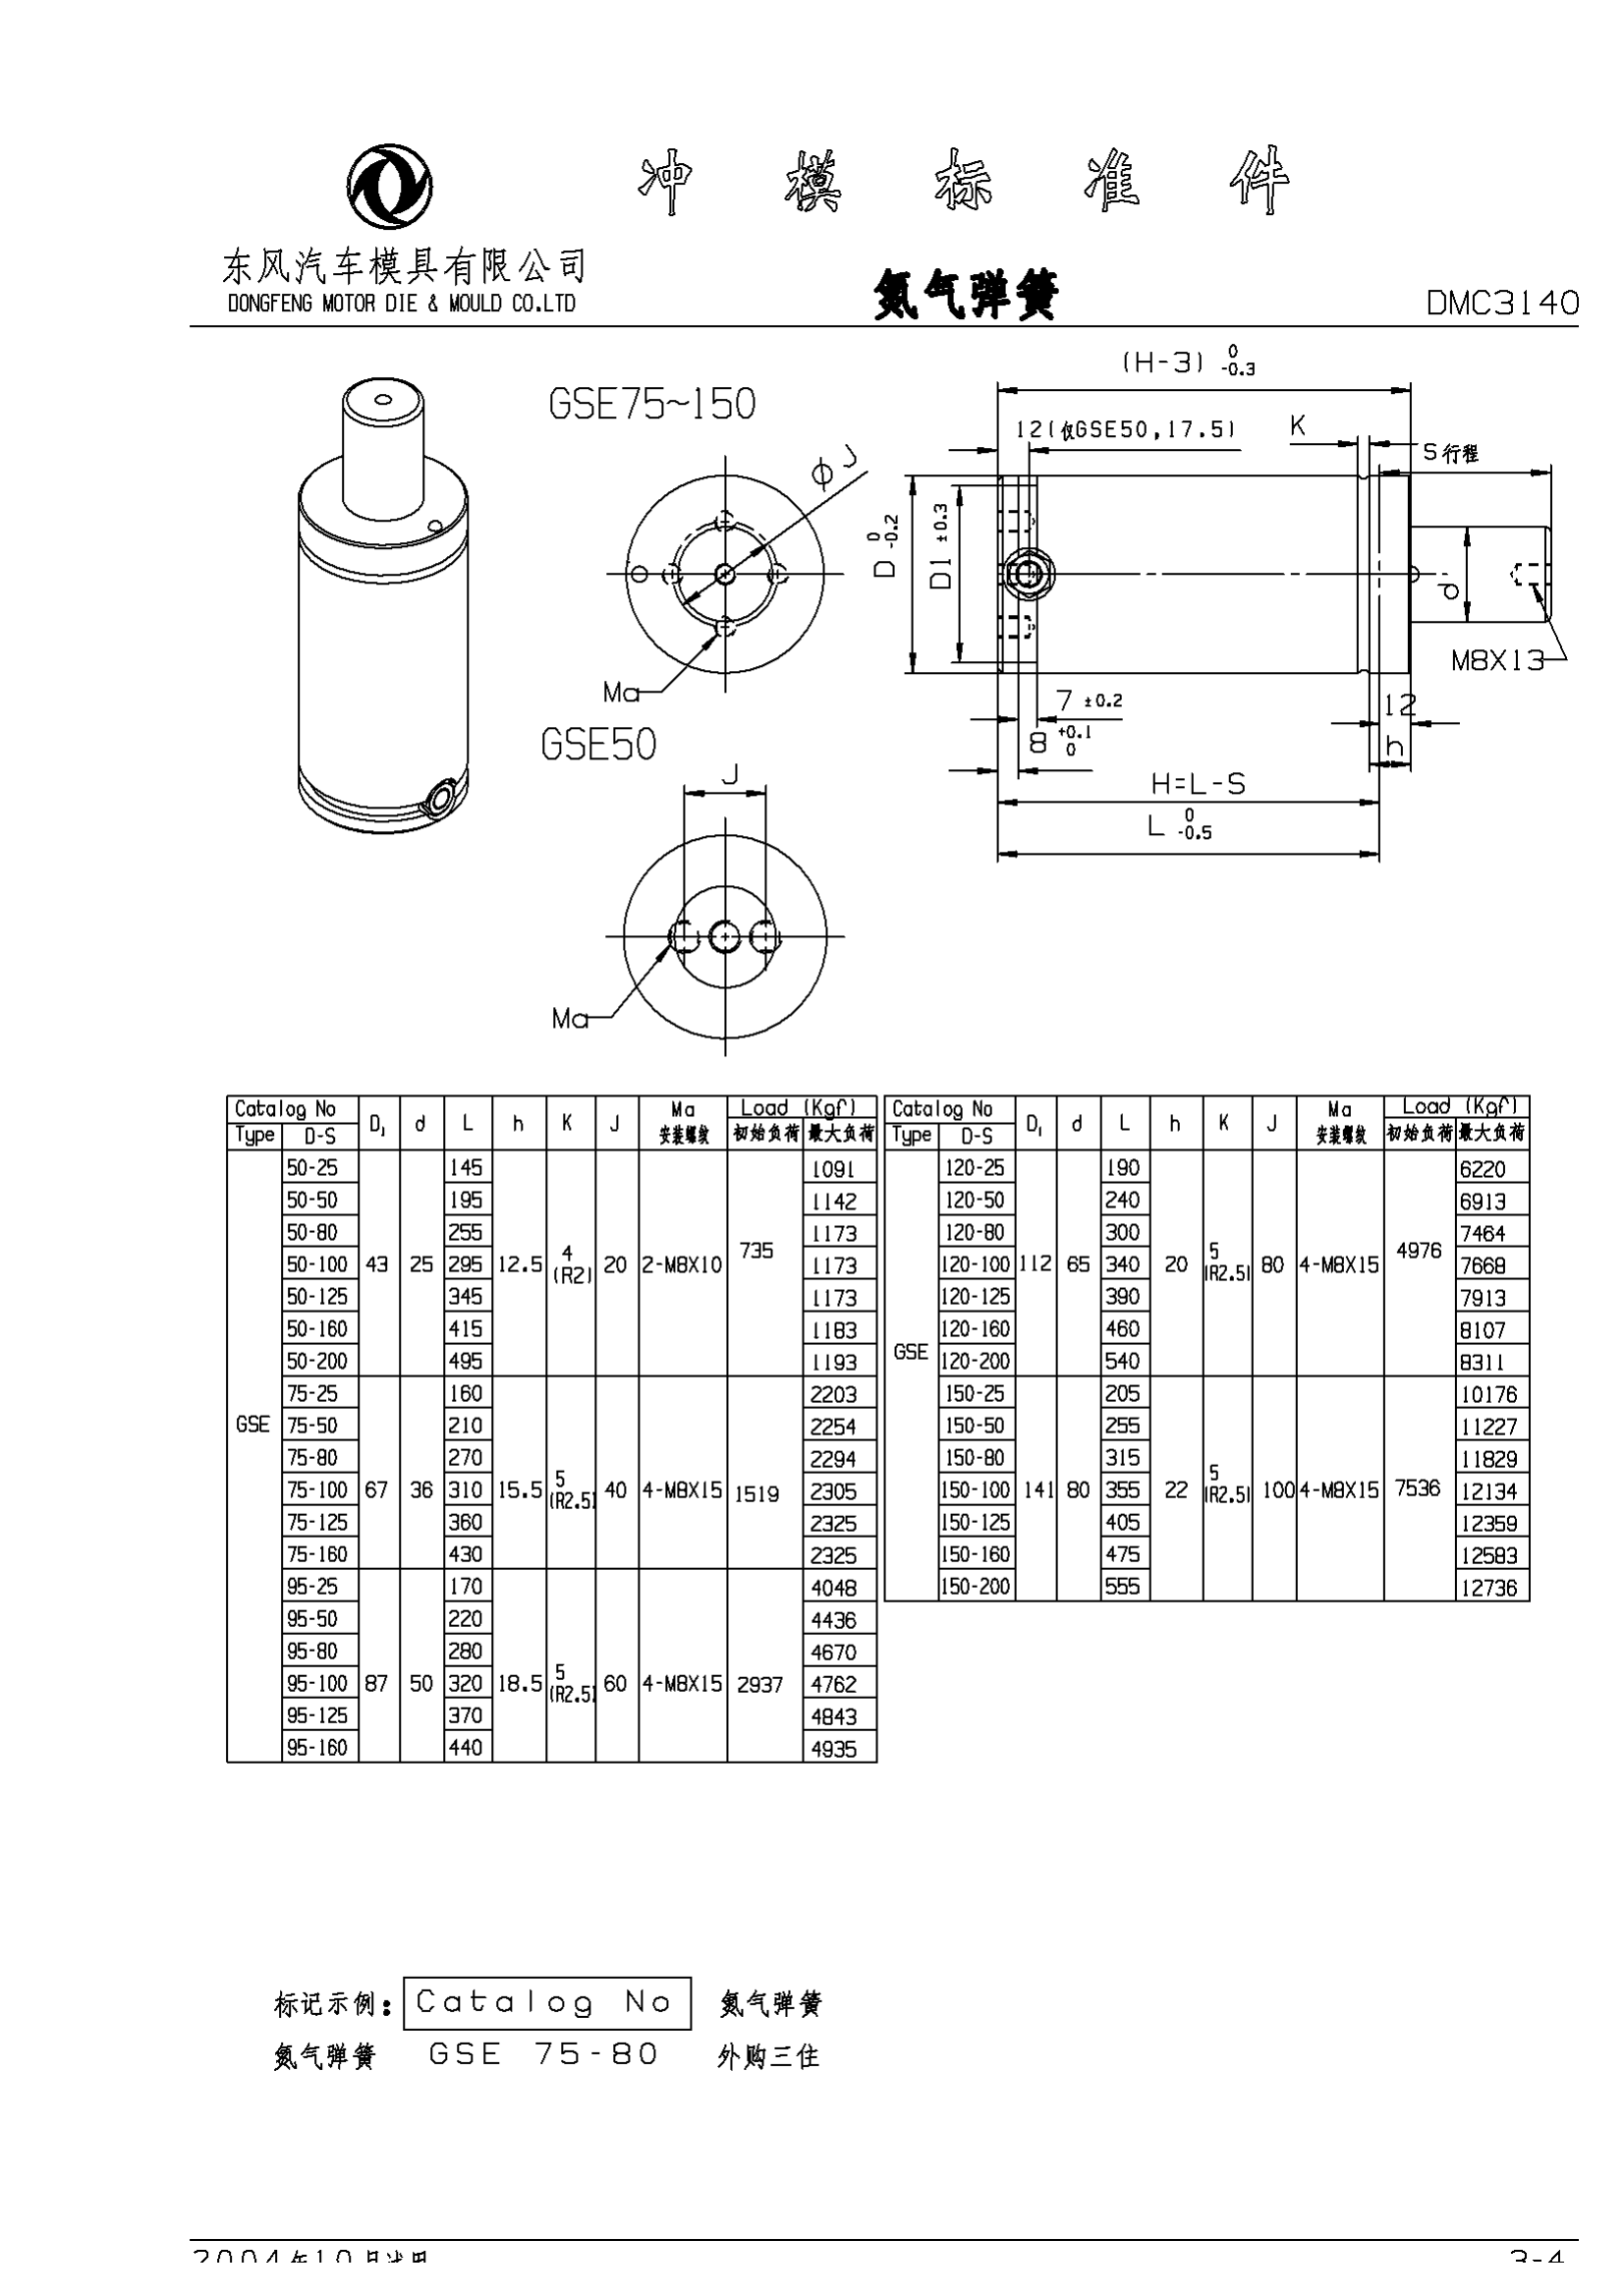 冲 模 标 准 件
东风汽车模具有限公司
DONGFENG MOTOR DIE & MOULD CO.LTD
氮气弹簧
DMC3140
GSE75~150
φJ
Ma
GSE50
J
Ma
(H-3) 0 -0.3
12(仅GSE50,17.5)
K
S行程
D 0 -0.2
D1 ±0.3
d
M8X13
7 ±0.2
12
8 +0.1 0
h
H=L-S
L 0 -0.5
Catalog No D1 d L h K J Ma Load (Kgf)
Type D-S 安装螺纹 初始负荷 最大负荷
GSE
50-25 145 1091
50-50 195 1142
50-80 255 1173
50-100 43 25 295 12.5 4 (R2) 20 2-M8X10 735 1173
50-125 345 1173
50-160 415 1183
50-200 495 1193
75-25 160 2203
75-50 210 2254
75-80 270 2294
75-100 67 36 310 15.5 5 (R2.5) 40 4-M8X15 1519 2305
75-125 360 2325
75-160 430 2325
95-25 170 4048
95-50 220 4436
95-80 280 4670
95-100 87 50 320 18.5 5 (R2.5) 60 4-M8X15 2937 4762
95-125 370 4843
95-160 440 4935
Catalog No D1 d L h K J Ma Load (Kgf)
Type D-S 安装螺纹 初始负荷 最大负荷
GSE
120-25 190 6220
120-50 240 6913
120-80 300 7464
120-100 112 65 340 20 5 (R2.5) 80 4-M8X15 4976 7668
120-125 390 7913
120-160 460 8107
120-200 540 8311
150-25 205 10176
150-50 255 11227
150-80 315 11829
150-100 141 80 355 22 5 (R2.5) 100 4-M8X15 7536 12134
150-125 405 12359
150-160 475 12583
150-200 555 12736
标记示例: Catalog No 氮气弹簧
氮气弹簧 GSE 75-80 外购三住
2004年10月
3-4